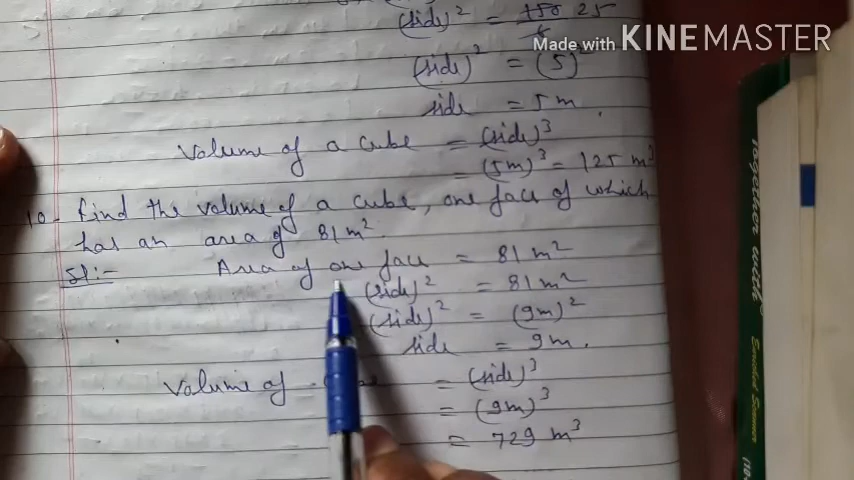 (side)² = 150 25
6
Made with KINEMASTER
(side)² = (5)²
side = 5 m.
Volume of a cube = (side)³
= (5m)³ = 125 m³
10- Find the volume of a cube, one face of which
has an area of 81 m².
Sol:- Area of one face = 81 m²
(side)² = 81 m²
(side)² = (9m)²
side = 9m.
Volume of = (side)³
= (9m)³
= 729 m³
Together with